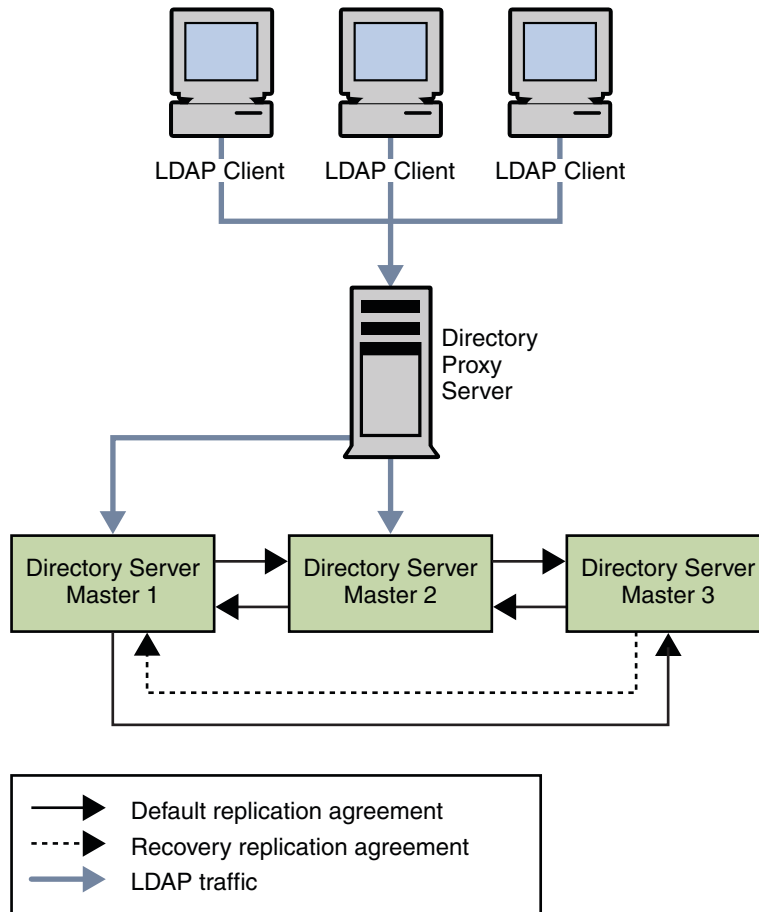 LDAP Client
LDAP Client
LDAP Client
Directory
Proxy
Server
Directory Server
Master 1
Directory Server
Master 2
Directory Server
Master 3
Default replication agreement
Recovery replication agreement
LDAP traffic